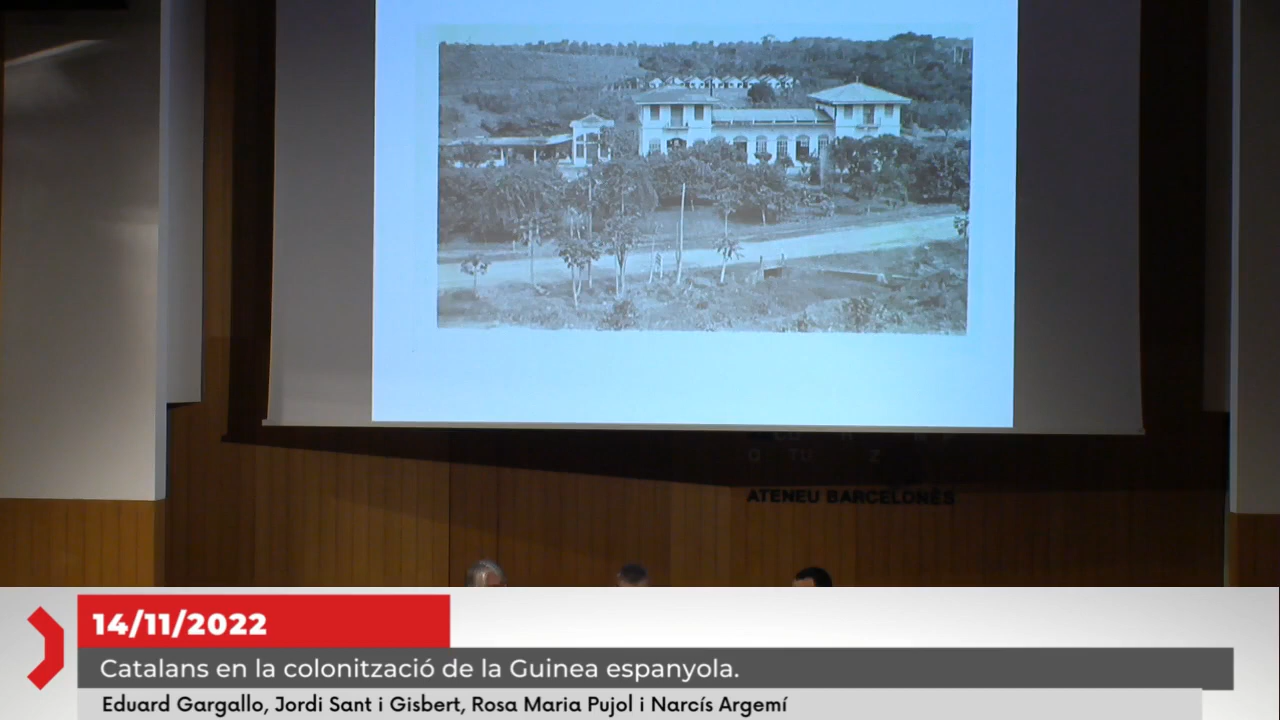 ATENEU BARCELONÈS
14/11/2022
Catalans en la colonització de la Guinea espanyola.
Eduard Gargallo, Jordi Sant i Gisbert, Rosa Maria Pujol i Narcís Argemí